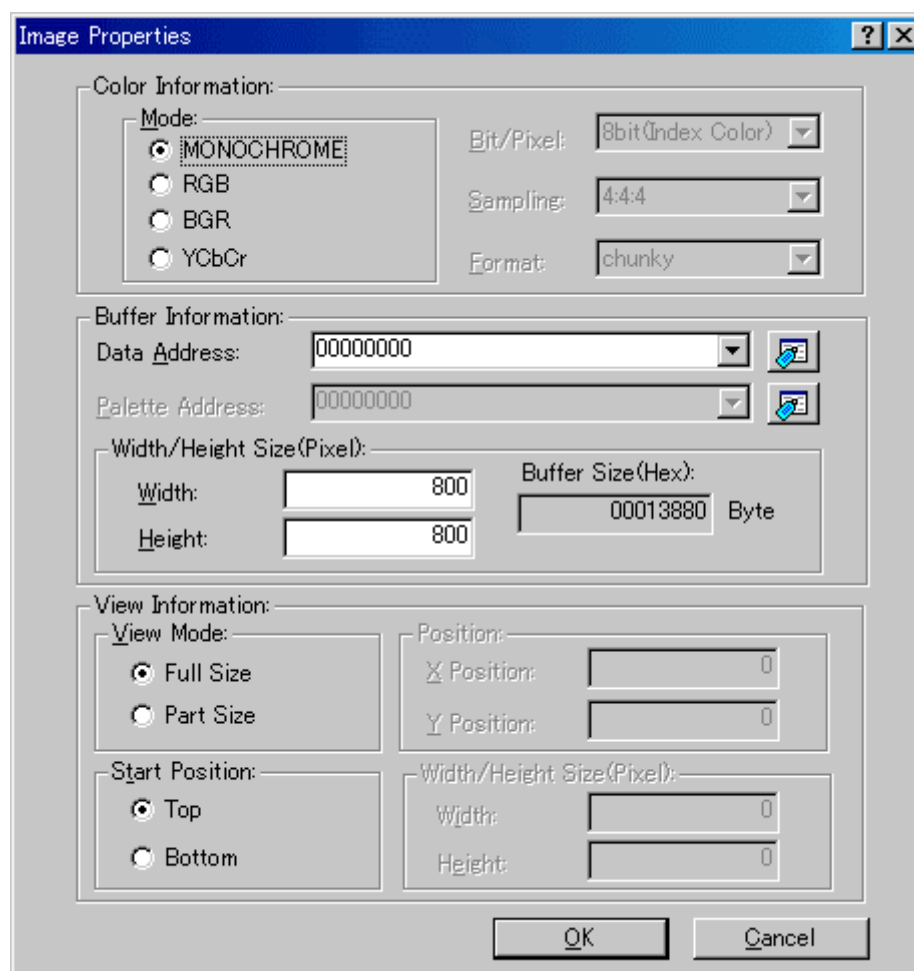 Image Properties
Color Information:
Mode:
MONOCHROME
RGB
BGR
YCbCr
Bit/Pixel:
8bit(Index Color)
Sampling:
4:4:4
Format:
chunky
Buffer Information:
Data Address:
00000000
Palette Address:
00000000
Width/Height Size(Pixel):
Width:
800
Height:
800
Buffer Size(Hex):
00013880 Byte
View Information:
View Mode:
Full Size
Part Size
Position:
X Position:
0
Y Position:
0
Start Position:
Top
Bottom
Width/Height Size(Pixel):
Width:
0
Height:
0
OK
Cancel